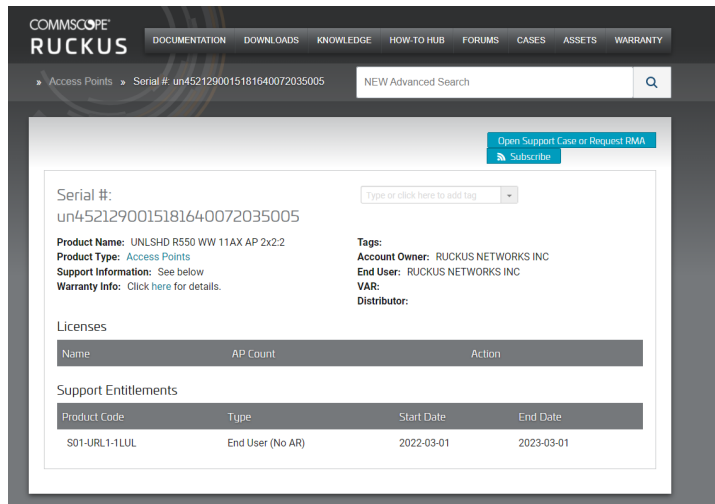 COMMSCOPE®
RUCKUS
DOCUMENTATION DOWNLOADS KNOWLEDGE HOW-TO HUB FORUMS CASES ASSETS WARRANTY
» Access Points » Serial #: un4521290015181640072035005
NEW Advanced Search
Open Support Case or Request RMA
Subscribe
Serial #:
un4521290015181640072035005
Type or click here to add tag
Product Name: UNLSHD R550 WW 11AX AP 2x2:2
Product Type: Access Points
Support Information: See below
Warranty Info: Click here for details.
Tags:
Account Owner: RUCKUS NETWORKS INC
End User: RUCKUS NETWORKS INC
VAR:
Distributor:
Licenses
Name AP Count Action
Support Entitlements
Product Code Type Start Date End Date
S01-URL1-1LUL End User (No AR) 2022-03-01 2023-03-01